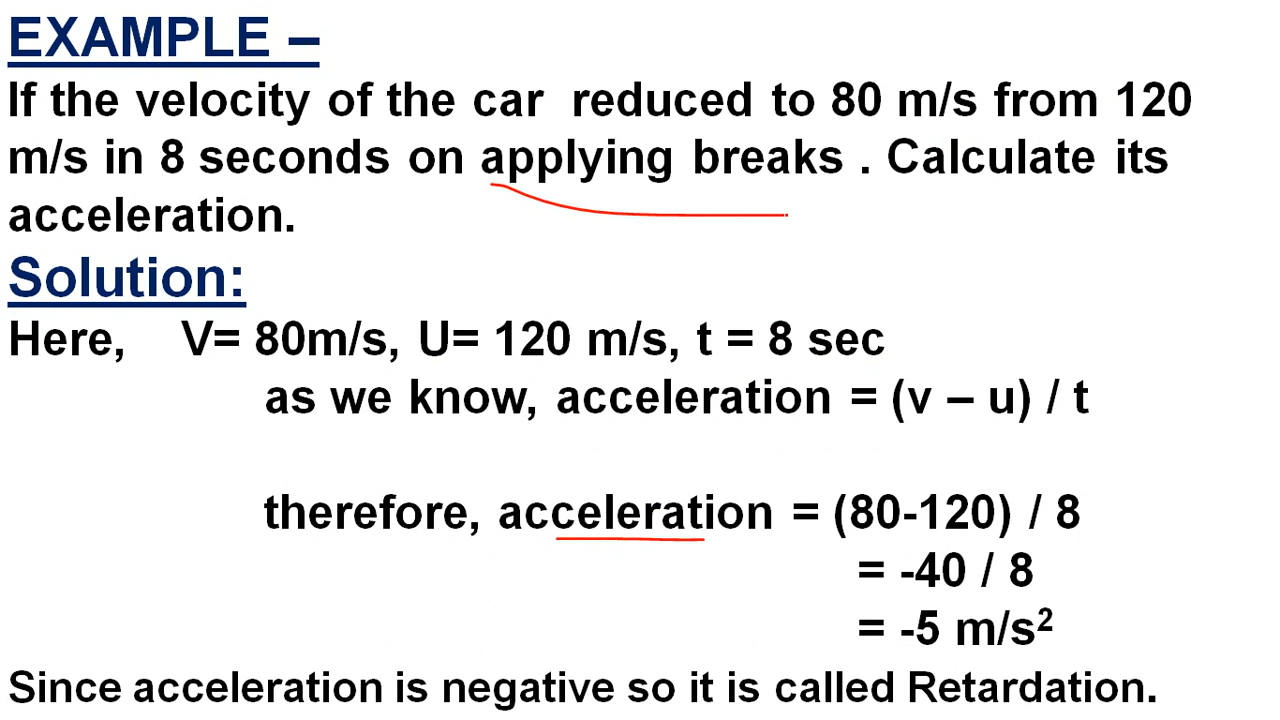 EXAMPLE –
If the velocity of the car reduced to 80 m/s from 120
m/s in 8 seconds on applying breaks . Calculate its
acceleration.
Solution:
Here, V= 80m/s, U= 120 m/s, t = 8 sec
as we know, acceleration = (v – u) / t
therefore, acceleration = (80-120) / 8
= -40 / 8
= -5 m/s²
Since acceleration is negative so it is called Retardation.